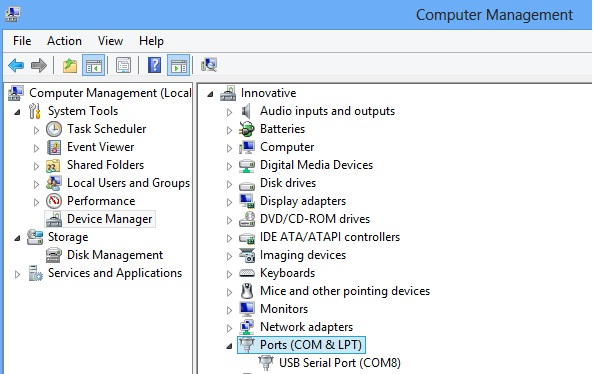 Computer Management
File Action View Help
Computer Management (Local
System Tools
Task Scheduler
Event Viewer
Shared Folders
Local Users and Groups
Performance
Device Manager
Storage
Disk Management
Services and Applications
Innovative
Audio inputs and outputs
Batteries
Computer
Digital Media Devices
Disk drives
Display adapters
DVD/CD-ROM drives
IDE ATA/ATAPI controllers
Imaging devices
Keyboards
Mice and other pointing devices
Monitors
Network adapters
Ports (COM & LPT)
USB Serial Port (COM8)